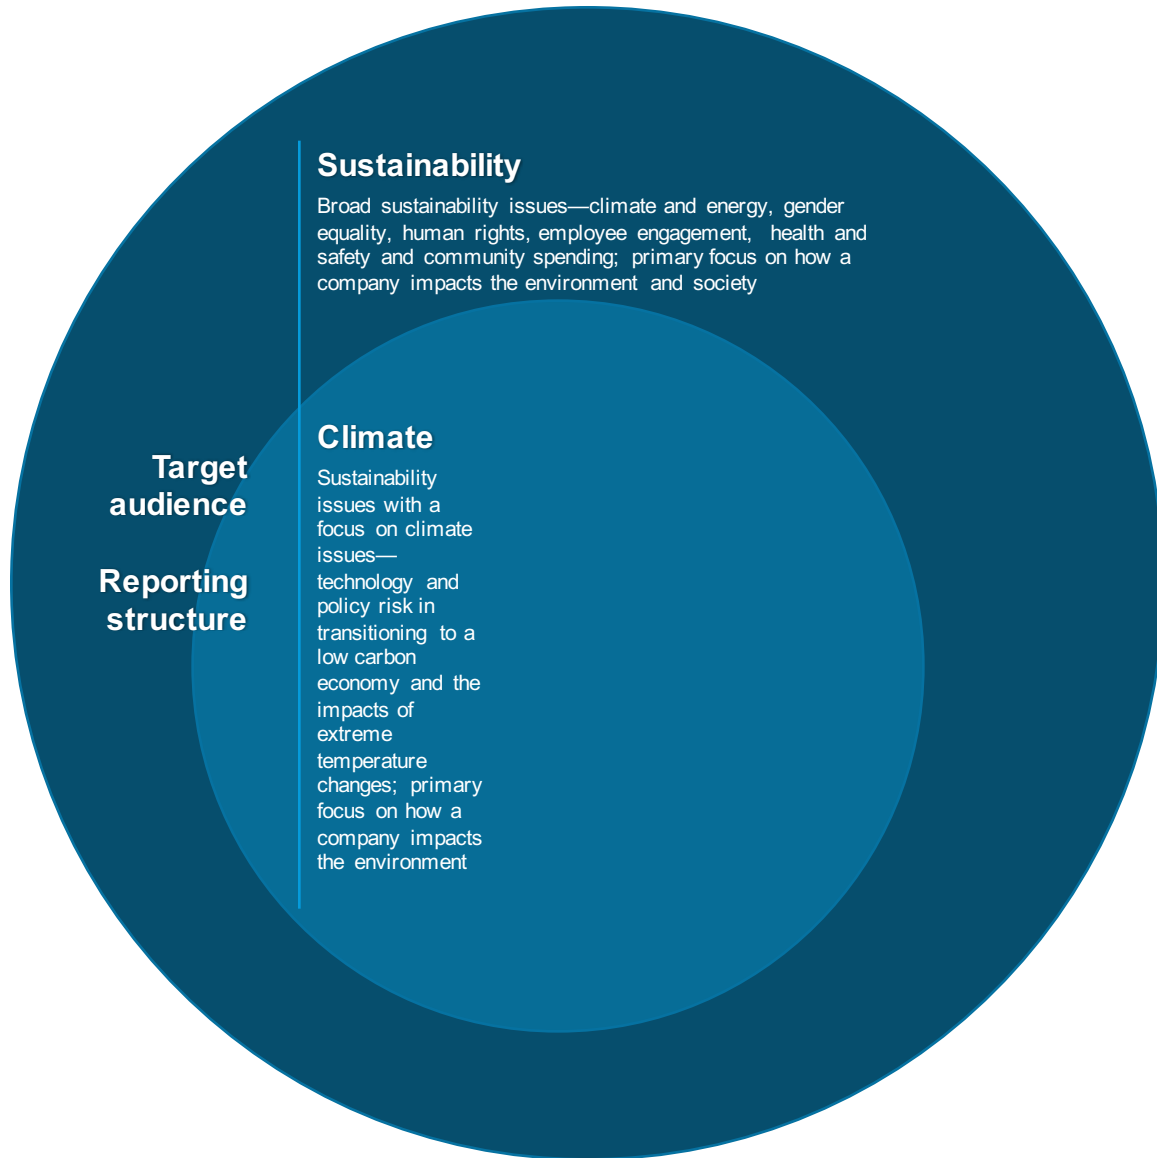 Sustainability
Broad sustainability issues—climate and energy, gender
equality, human rights, employee engagement, health and
safety and community spending; primary focus on how a
company impacts the environment and society
Target
audience
Reporting
structure
Climate
Sustainability
issues with a
focus on climate
issues—
technology and
policy risk in
transitioning to a
low carbon
economy and the
impacts of
extreme
temperature
changes; primary
focus on how a
company impacts
the environment